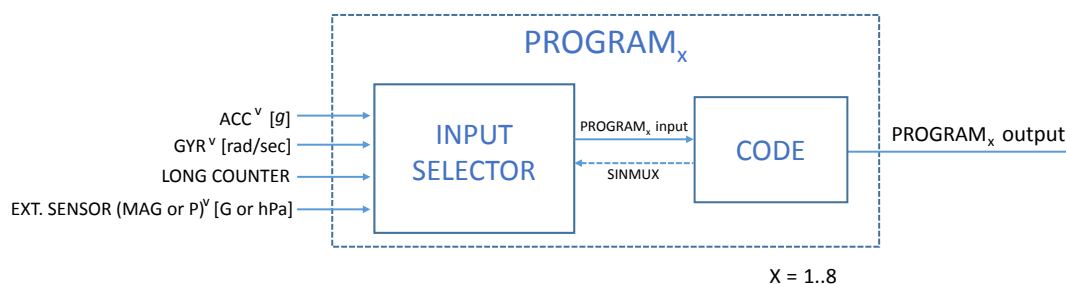 PROGRAMx
ACC v [g]
GYR v [rad/sec]
LONG COUNTER
EXT. SENSOR (MAG or P) v [G or hPa]
INPUT
SELECTOR
PROGRAMx input
SINMUX
CODE
PROGRAMx output
X = 1..8